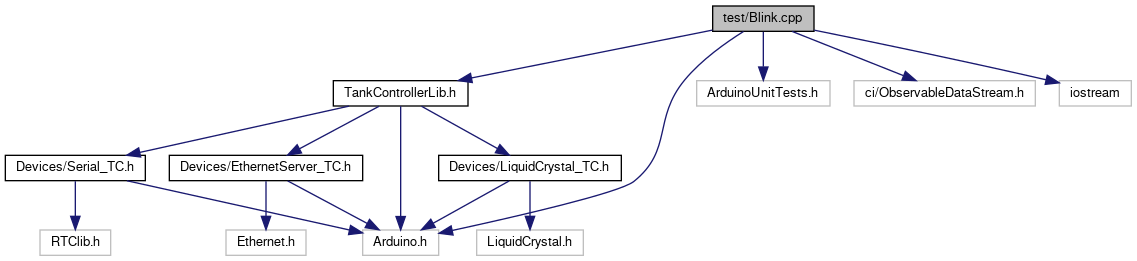 test/Blink.cpp
TankControllerLib.h
ArduinoUnitTests.h
ci/ObservableDataStream.h
iostream
Devices/Serial_TC.h
Devices/EthernetServer_TC.h
Devices/LiquidCrystal_TC.h
RTClib.h
Ethernet.h
Arduino.h
LiquidCrystal.h